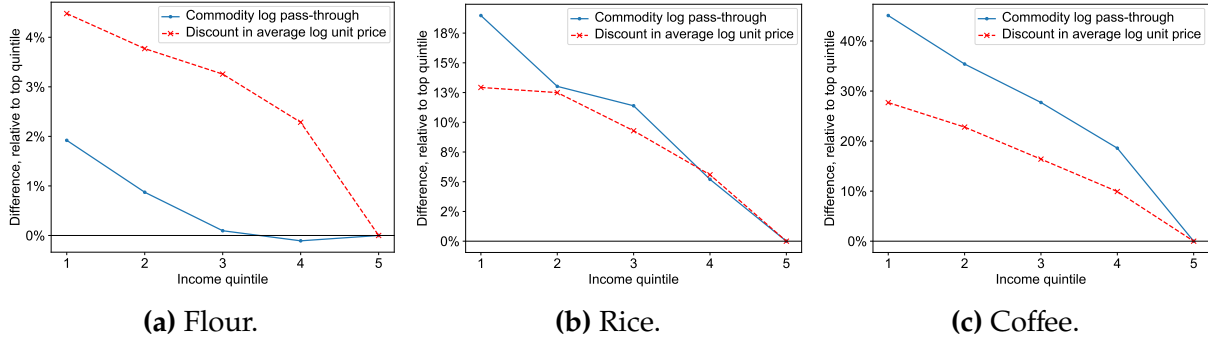 Difference, relative to top quintile
4%
3%
2%
1%
0%
Commodity log pass-through
Discount in average log unit price
1 2 3 4 5
Income quintile
(a) Flour.
Difference, relative to top quintile
18%
15%
13%
10%
8%
5%
2%
0%
Commodity log pass-through
Discount in average log unit price
1 2 3 4 5
Income quintile
(b) Rice.
Difference, relative to top quintile
40%
30%
20%
10%
0%
Commodity log pass-through
Discount in average log unit price
1 2 3 4 5
Income quintile
(c) Coffee.